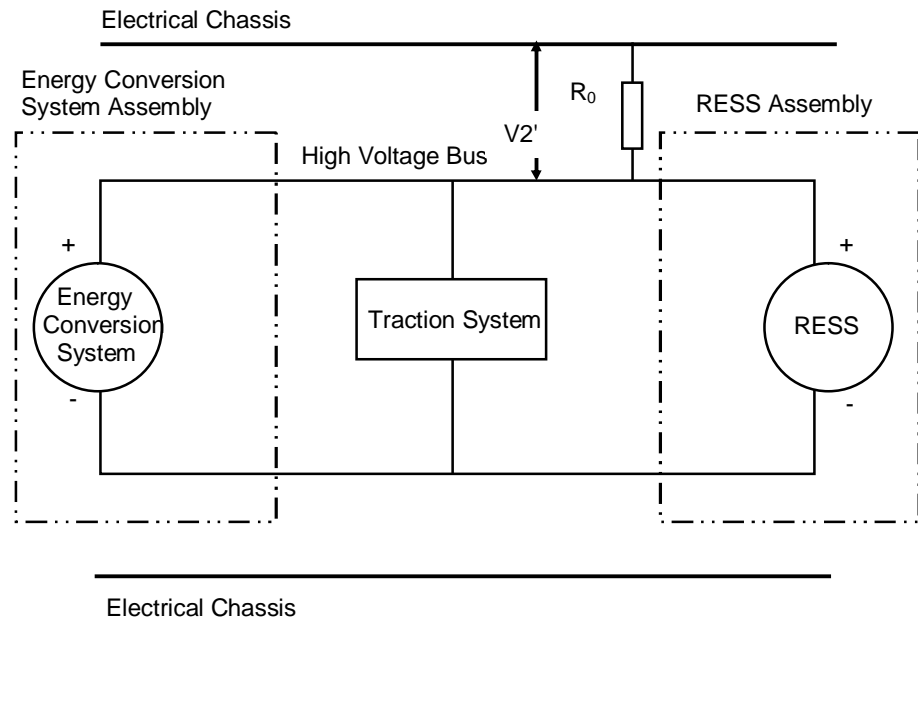 Electrical Chassis
Energy Conversion
System Assembly
R₀
RESS Assembly
V2'
High Voltage Bus
+
+
Energy
Conversion
System
Traction System
RESS
-
-
Electrical Chassis